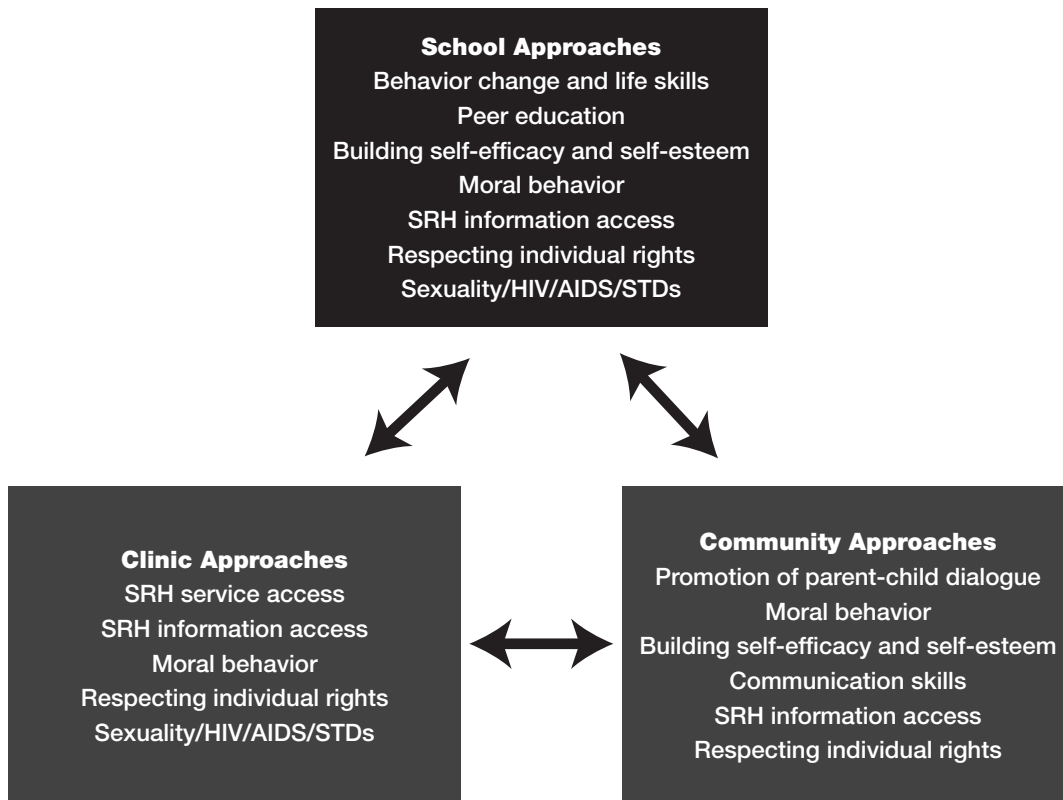 School Approaches
Behavior change and life skills
Peer education
Building self-efficacy and self-esteem
Moral behavior
SRH information access
Respecting individual rights
Sexuality/HIV/AIDS/STDs
Clinic Approaches
SRH service access
SRH information access
Moral behavior
Respecting individual rights
Sexuality/HIV/AIDS/STDs
Community Approaches
Promotion of parent-child dialogue
Moral behavior
Building self-efficacy and self-esteem
Communication skills
SRH information access
Respecting individual rights